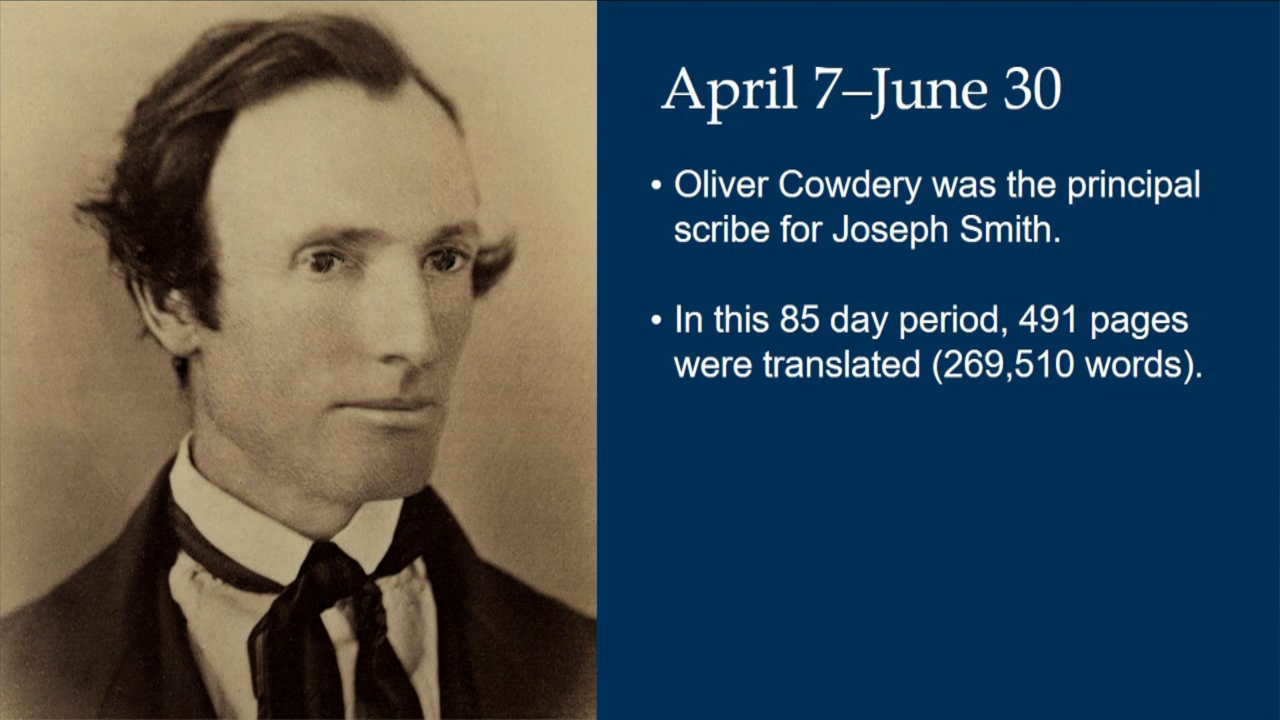 April 7–June 30
• Oliver Cowdery was the principal
scribe for Joseph Smith.
• In this 85 day period, 491 pages
were translated (269,510 words).